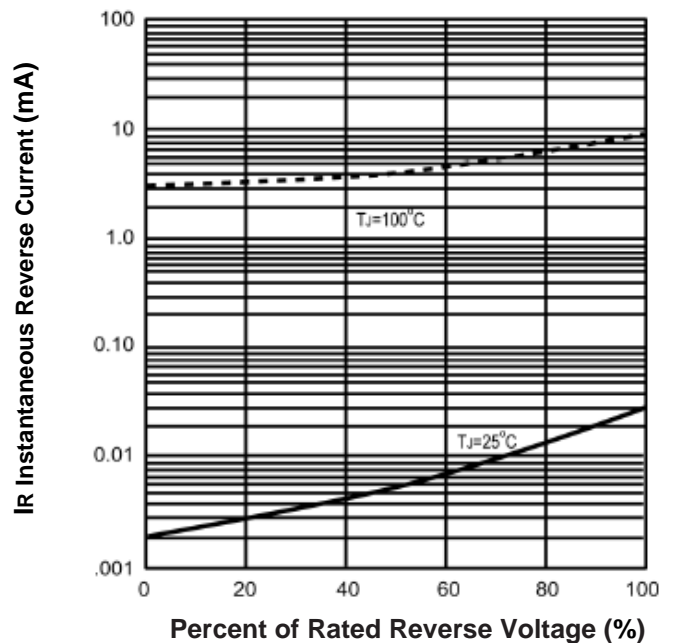 IR Instantaneous Reverse Current (mA)
100
10
1.0
0.10
0.01
.001
TJ=100°C
TJ=25°C
0 20 40 60 80 100
Percent of Rated Reverse Voltage (%)